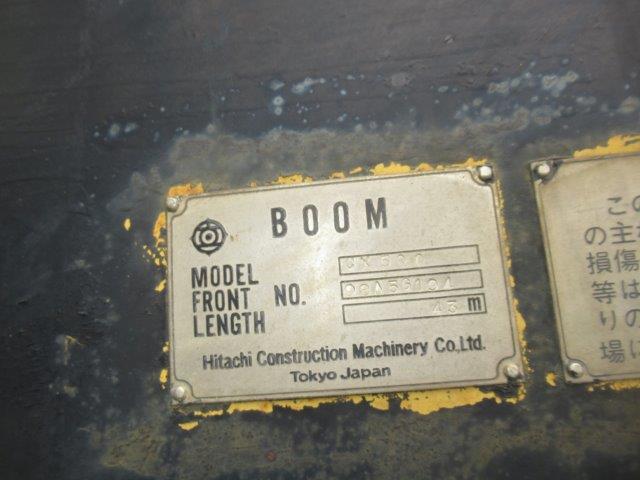 BOOM
MODEL
FRONT NO.
LENGTH 43 m
Hitachi Construction Machinery Co.,Ltd.
Tokyo Japan
この
の主
損傷
等は
りの
場に